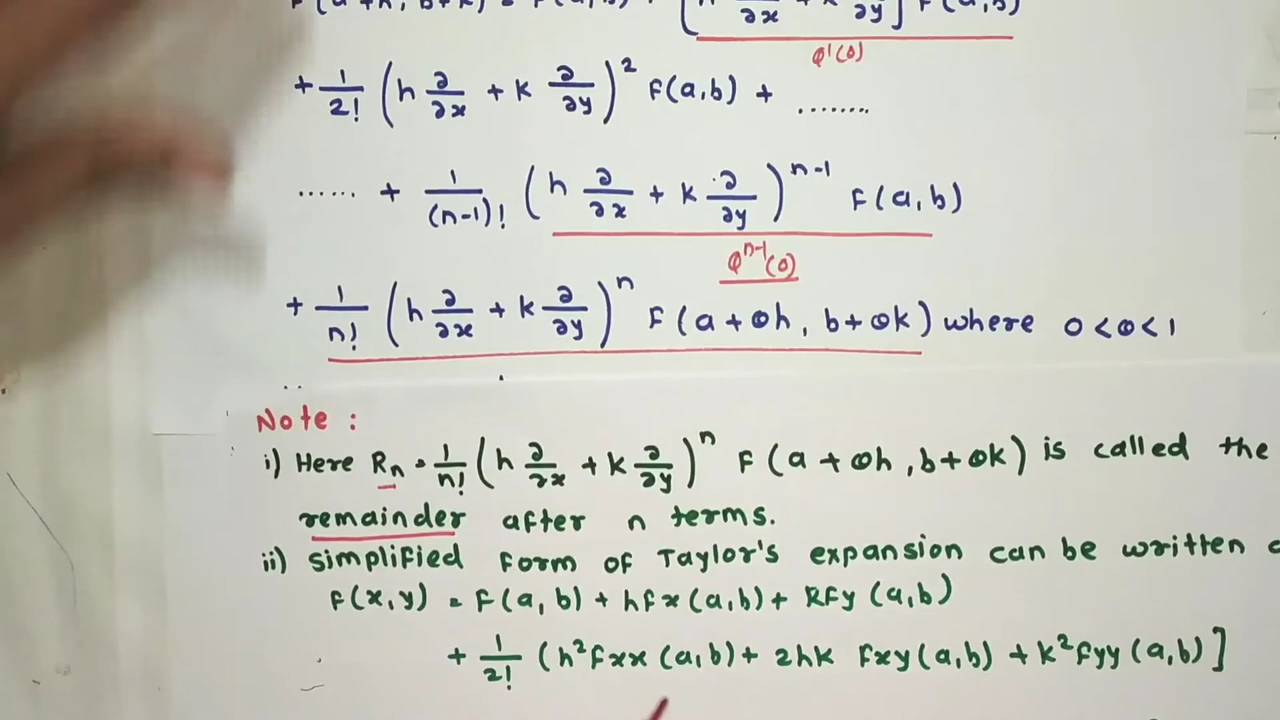 F(a+h, b+k) = F(a,b) + [h ∂/∂x + k ∂/∂y] F(a,b)
φ'(0)
+ 1/2! (h ∂/∂x + k ∂/∂y)² F(a,b) + ........
...... + 1/(n-1)! (h ∂/∂x + k ∂/∂y)ⁿ⁻¹ F(a,b)
φⁿ⁻¹(0)
+ 1/n! (h ∂/∂x + k ∂/∂y)ⁿ F(a+θh, b+θk) where 0<θ<1
Note :
i) Here Rn = 1/n! (h ∂/∂x + k ∂/∂y)ⁿ F(a+θh, b+θk) is called the
remainder after n terms.
ii) simplified form of Taylor's expansion can be written
F(x,y) = F(a,b) + hfx(a,b) + kfy(a,b)
+ 1/2! (h²fxx(a,b) + 2hk fxy(a,b) + k²fyy(a,b)]